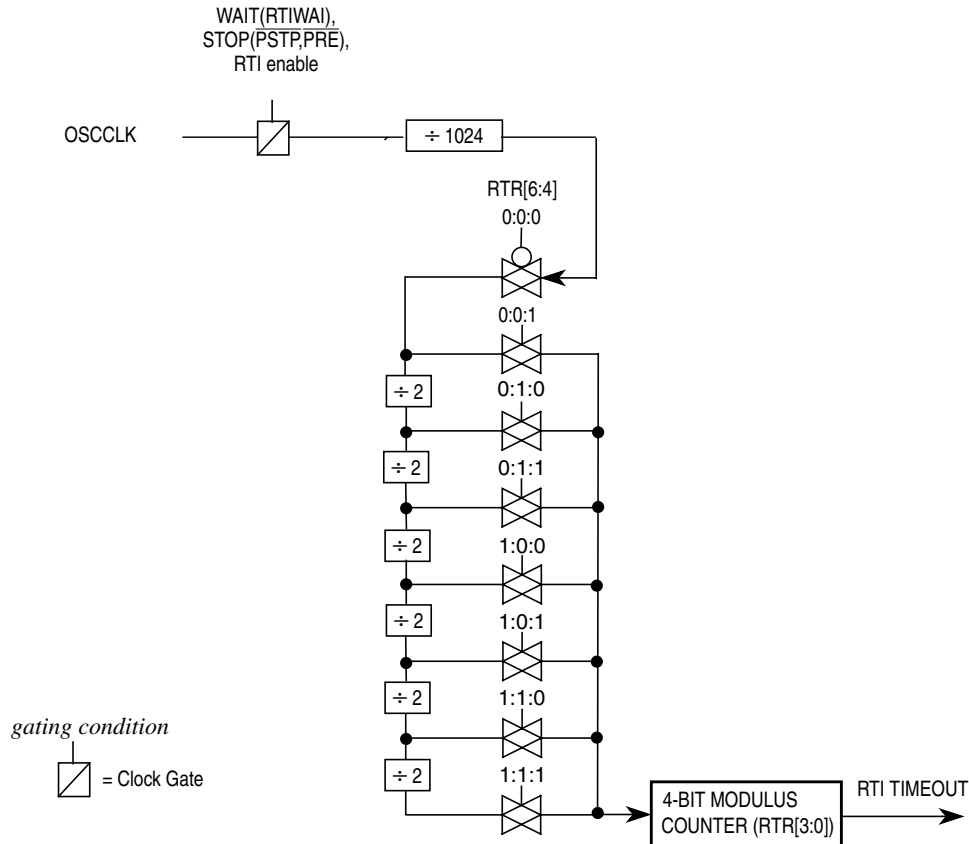 WAIT(RTIWAI),
STOP(PSTP,PRE),
RTI enable
OSCCLK
÷ 1024
RTR[6:4]
0:0:0
0:0:1
÷ 2
0:1:0
÷ 2
0:1:1
÷ 2
1:0:0
÷ 2
1:0:1
÷ 2
1:1:0
÷ 2
1:1:1
gating condition
= Clock Gate
4-BIT MODULUS
COUNTER (RTR[3:0])
RTI TIMEOUT